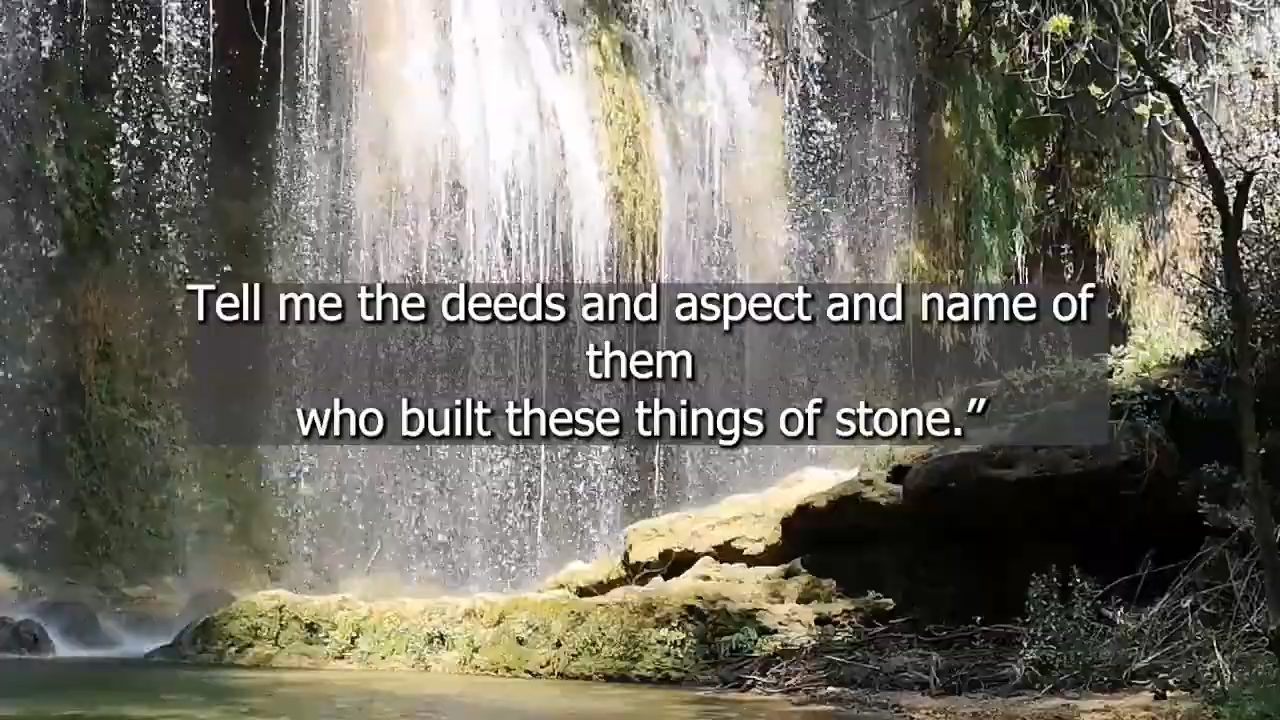 Tell me the deeds and aspect and name of
them
who built these things of stone.”